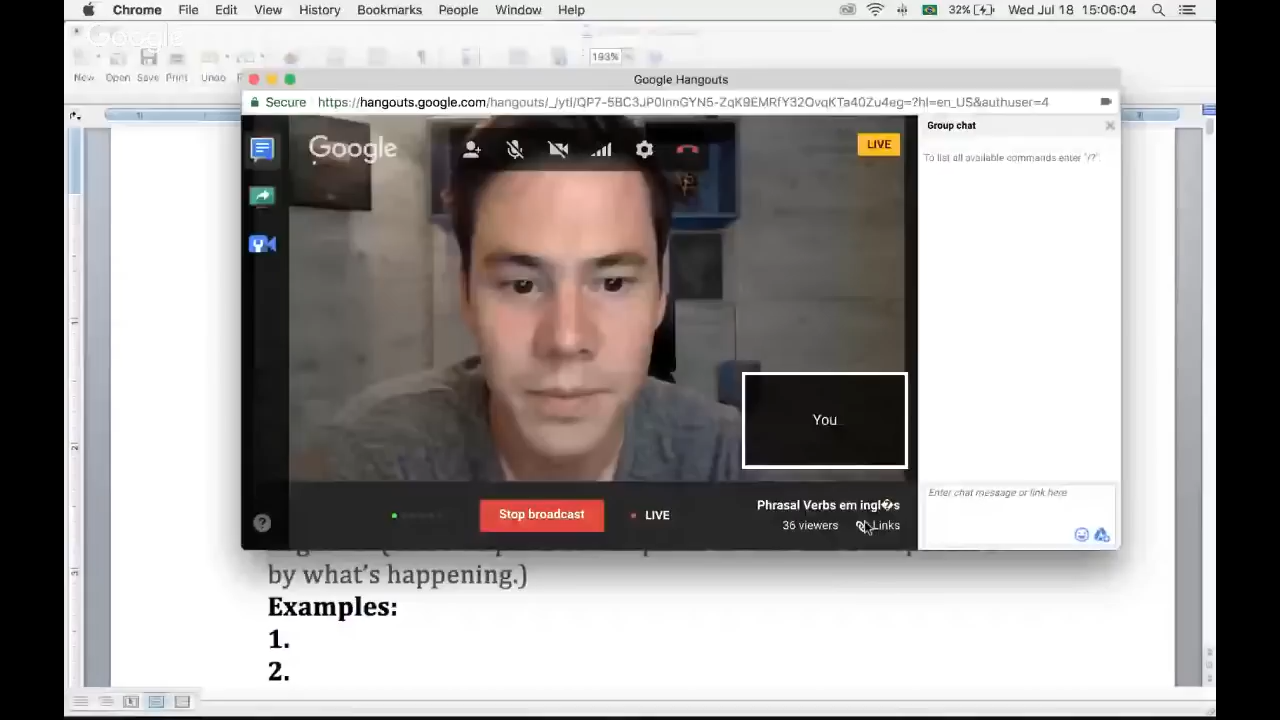 Chrome File Edit View History Bookmarks People Window Help 32% Wed Jul 18 15:06:04
Google
193%
New Open Save Print Undo
Google Hangouts
Secure https://hangouts.google.com/hangouts/_/ytl/QP7-5BC3JP0InnGYN5-ZqK9EMRfY32OvqKTa40Zu4eg=?hl=en_US&authuser=4
Group chat
Google
LIVE
To list all available commands enter '/?'.
You
Enter chat message or link here
Phrasal Verbs em ingl�s
Stop broadcast
LIVE
36 viewers
Links
by what's happening.)
Examples:
1.
2.